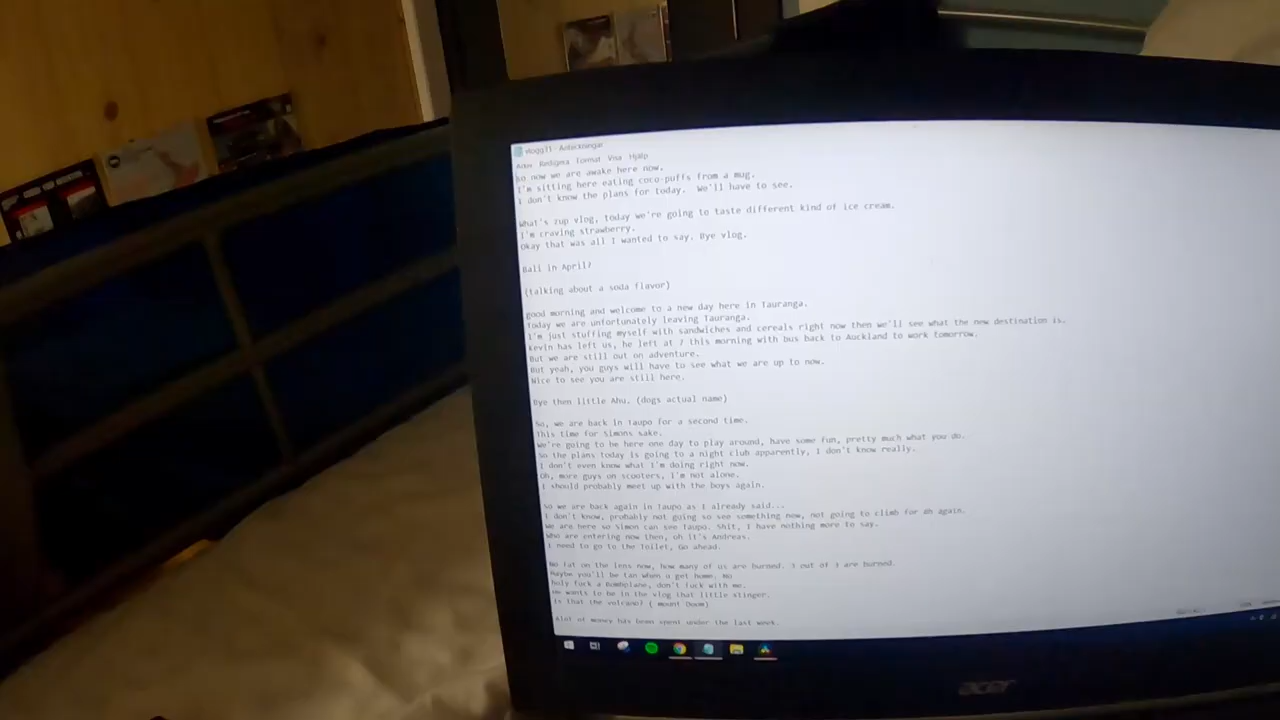 vlogg71 - Anteckningar
Arkiv Redigera Format Visa Hjälp
so now we are awake here now.
I'm sitting here eating coco-puffs from a mug.
I don't know the plans for today. We'll have to see.
What's zup vlog, today we're going to taste different kind of ice cream.
I'm craving strawberry.
Okay that was all I wanted to say. Bye vlog.
Bali in April?
(talking about a soda flavor)
good morning and welcome to a new day here in Tauranga.
Today we are unfortunately leaving Tauranga.
I'm just stuffing myself with sandwiches and cereals right now then we'll see what the new destination is.
Kevin has left us, he left at 7 this morning with bus back to Auckland to work tomorrow.
But we are still out on adventure.
But yeah, you guys will have to see what we are up to now.
Nice to see you are still here.
Bye then little Ahu. (dogs actual name)
So, we are back in Taupo for a second time.
This time for Simons sake.
We're going to be here one day to play around, have some fun, pretty much what you do.
So the plans today is going to a night club apparently, I don't know really.
I don't even know what I'm doing right now.
Oh, more guys on scooters, I'm not alone.
I should probably meet up with the boys again.
So we are back again in Taupo as I already said...
I don't know, probably not going so see something now, not going to climb for 8h again.
We are here so Simon can see Taupo. Shit, I have nothing more to say.
Who are entering now then, oh it's Andreas.
I need to go to the Toilet, Go ahead.
No fat on the lens now, how many of us are burned. 3 out of 3 are burned.
Maybe you'll be tan when u get home. No
holy fuck a Bombplane, don't fuck with me.
He wants to be in the vlog that little stinger.
Is that the volcano? ( Mount Doom)
Alot of money has been spent under the last week.
acer